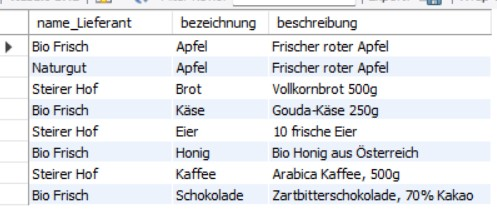 name_Lieferant bezeichnung beschreibung
Bio Frisch Apfel Frischer roter Apfel
Naturgut Apfel Frischer roter Apfel
Steirer Hof Brot Vollkornbrot 500g
Bio Frisch Käse Gouda-Käse 250g
Steirer Hof Eier 10 frische Eier
Bio Frisch Honig Bio Honig aus Österreich
Steirer Hof Kaffee Arabica Kaffee, 500g
Bio Frisch Schokolade Zartbitterschokolade, 70% Kakao